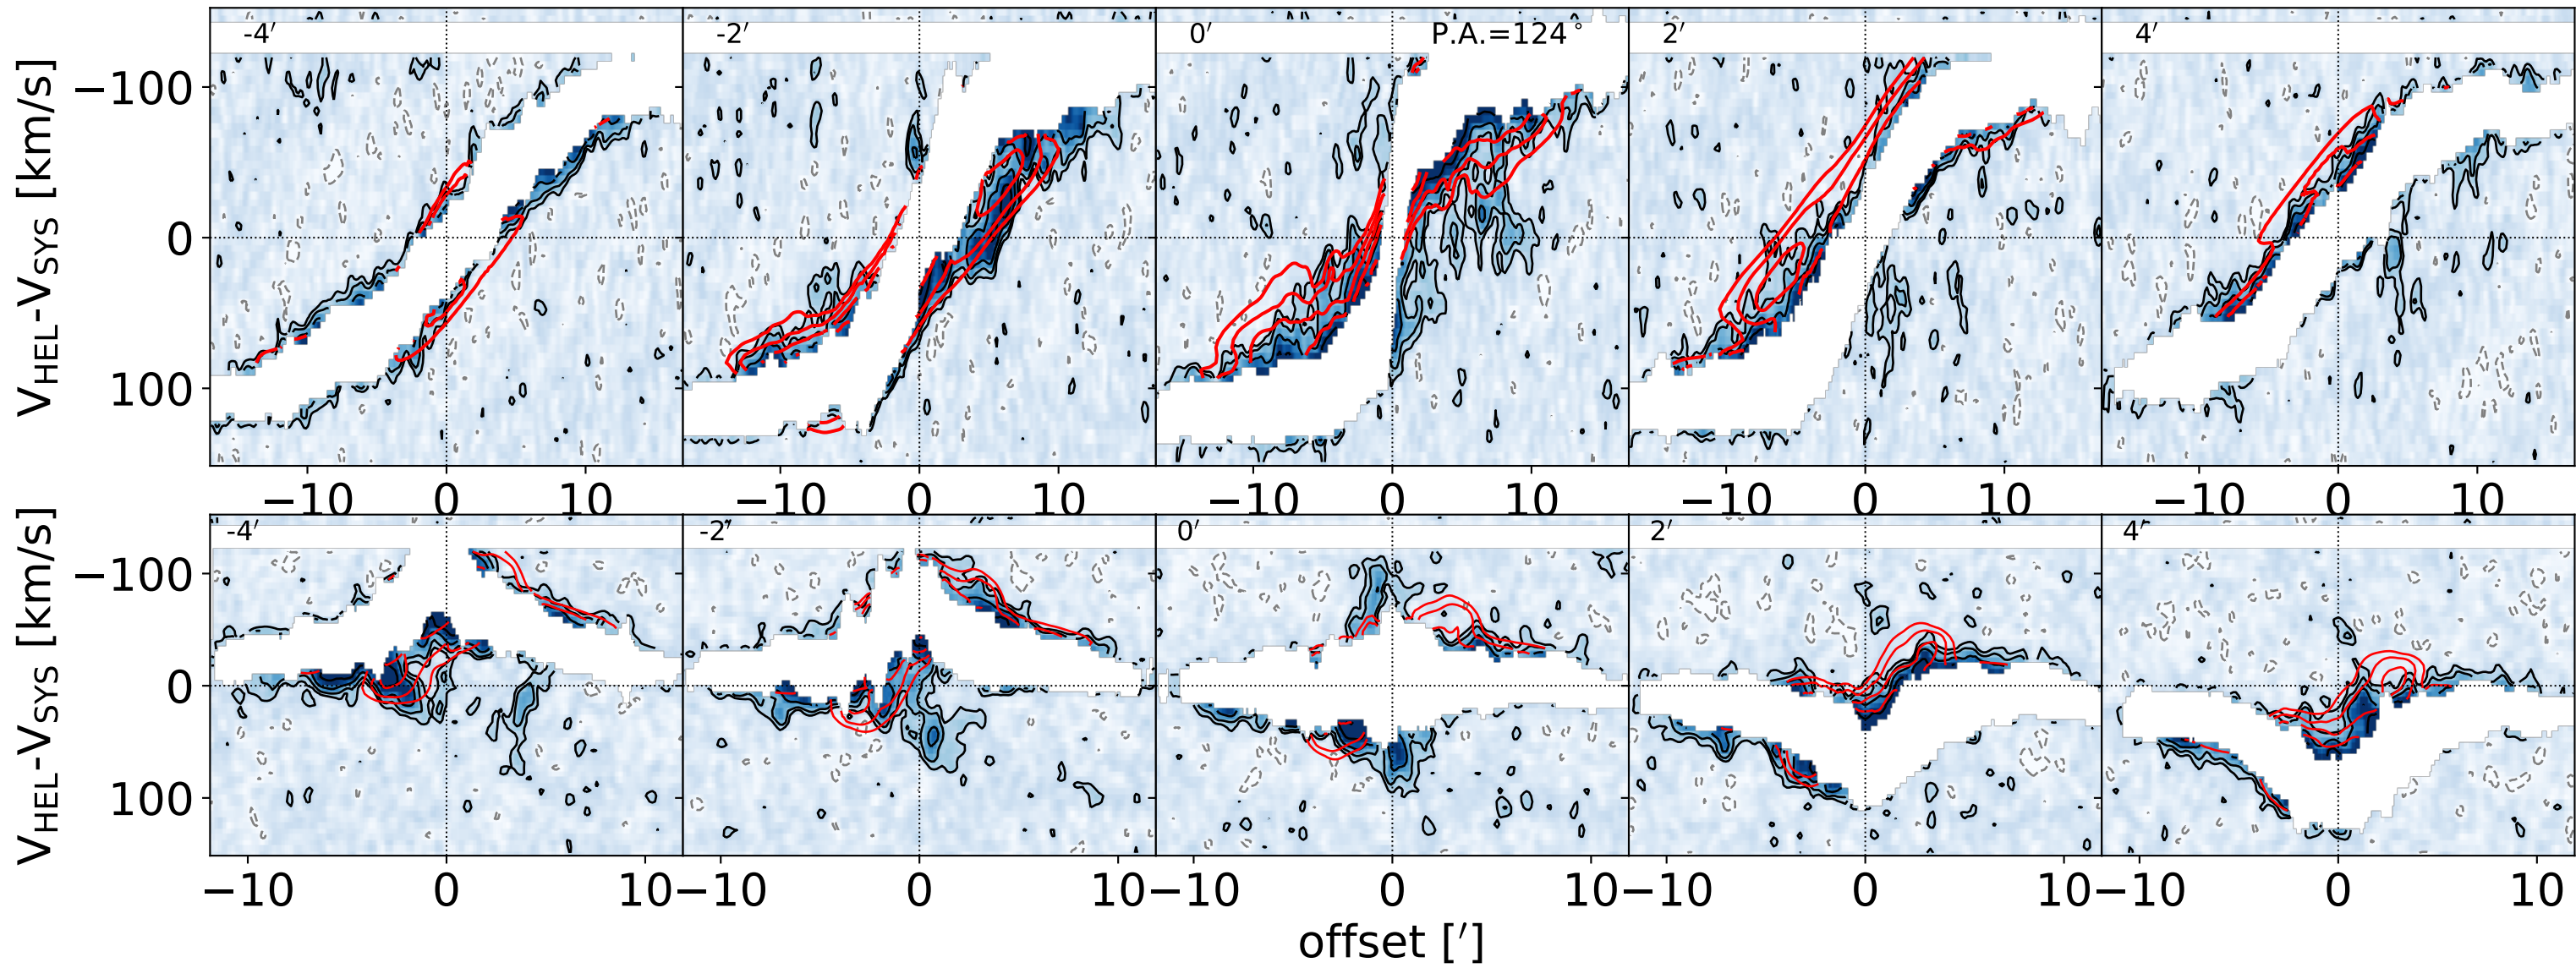 -4′ -2′ 0′ P.A.=124° 2′ 4′
V_HEL-V_SYS [km/s]
−100
0
100
−10 0 10 −10 0 10 −10 0 10 −10 0 10 −10 0 10
-4′ -2′ 0′ 2′ 4′
V_HEL-V_SYS [km/s]
−100
0
100
−10 0 10 −10 0 10 −10 0 10 −10 0 10 −10 0 10
offset [′]